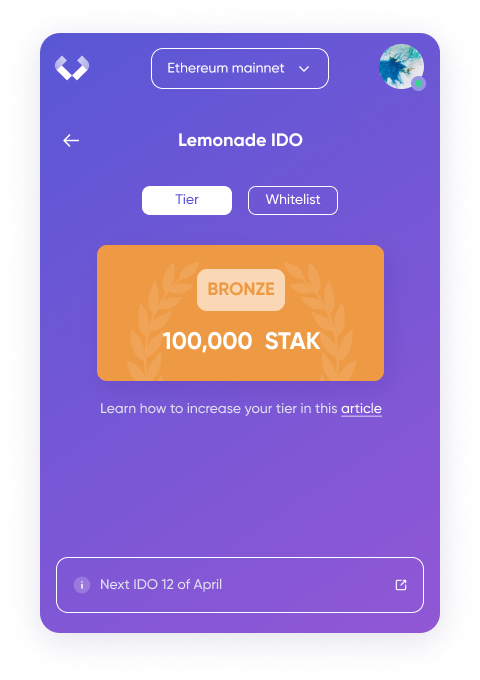 Ethereum mainnet
Lemonade IDO
Tier
Whitelist
BRONZE
100,000 STAK
Learn how to increase your tier in this article
Next IDO 12 of April